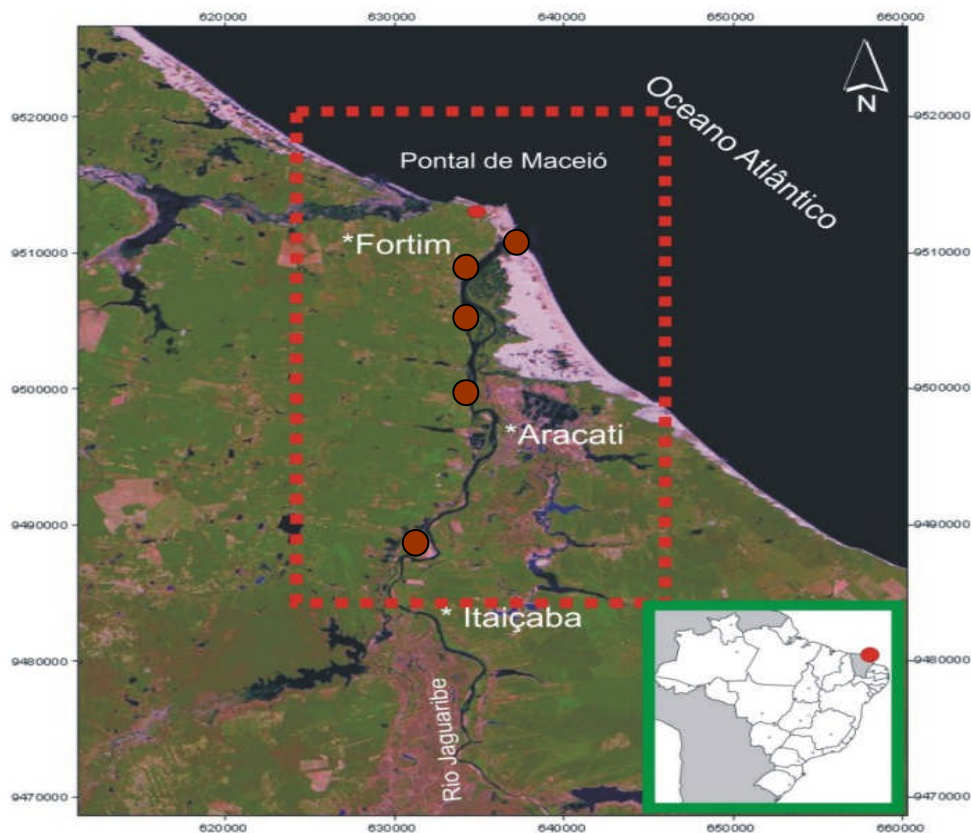 620000 630000 640000 650000 660000
9520000 9520000
Oceano Atlântico
N
Pontal de Maceió
*Fortim
9510000 9510000
9500000 9500000
*Aracati
9490000 9490000
* Itaiçaba
9480000 9480000
Rio Jaguaribe
9470000 9470000
620000 630000 640000 650000 660000